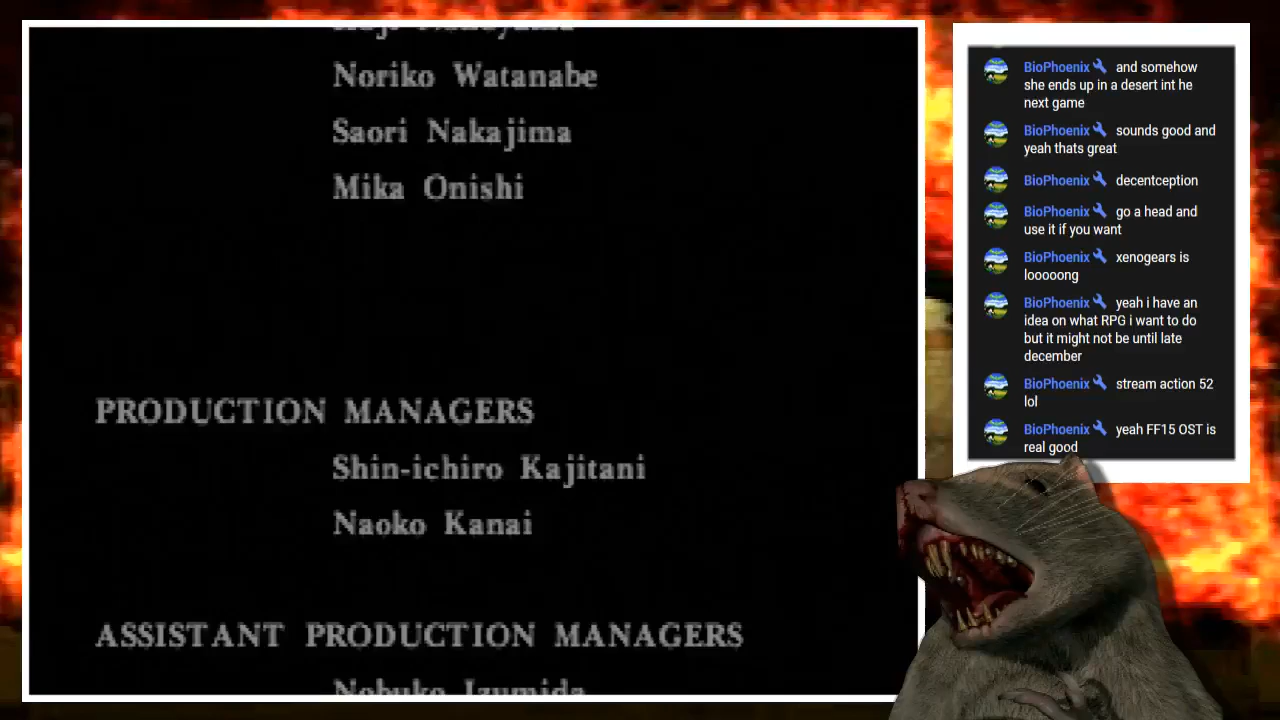 Noriko Watanabe
Saori Nakajima
Mika Onishi
PRODUCTION MANAGERS
Shin-ichiro Kajitani
Naoko Kanai
ASSISTANT PRODUCTION MANAGERS
Nobuko Izumida
BioPhoenix and somehow
she ends up in a desert int he
next game
BioPhoenix sounds good and
yeah thats great
BioPhoenix decentception
BioPhoenix go a head and
use it if you want
BioPhoenix xenogears is
looooong
BioPhoenix yeah i have an
idea on what RPG i want to do
but it might not be until late
december
BioPhoenix stream action 52
lol
BioPhoenix yeah FF15 OST is
real good